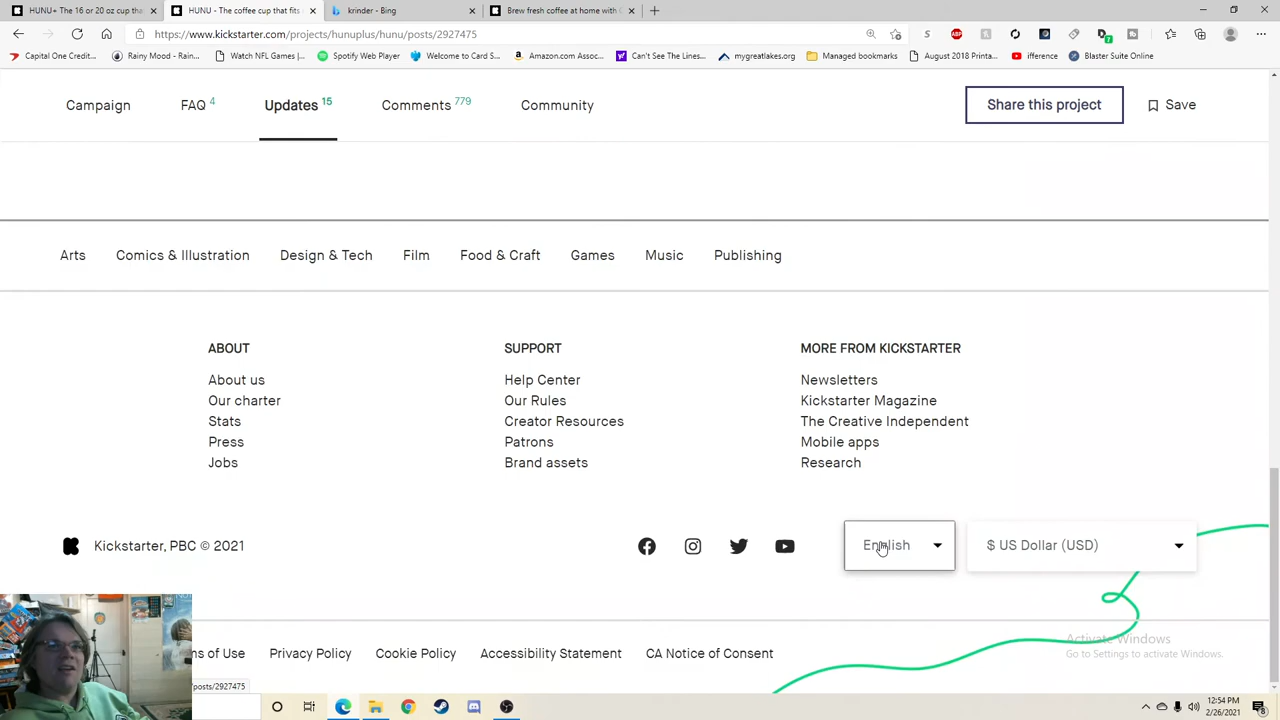 HUNU+ The 16 or 20 oz cup tha
HUNU - The coffee cup that fits
krinder - Bing
Brew fresh coffee at home with
https://www.kickstarter.com/projects/hunuplus/hunu/posts/2927475
Capital One Credit...
Rainy Mood - Rain...
Watch NFL Games |...
Spotify Web Player
Welcome to Card S...
Amazon.com Assoc...
Can't See The Lines...
mygreatlakes.org
Managed bookmarks
August 2018 Printa...
ifference
Blaster Suite Online
Campaign
FAQ 4
Updates 15
Comments 779
Community
Share this project
Save
Arts
Comics & Illustration
Design & Tech
Film
Food & Craft
Games
Music
Publishing
ABOUT
SUPPORT
MORE FROM KICKSTARTER
About us
Help Center
Newsletters
Our charter
Our Rules
Kickstarter Magazine
Stats
Creator Resources
The Creative Independent
Press
Patrons
Mobile apps
Jobs
Brand assets
Research
Kickstarter, PBC © 2021
English
$ US Dollar (USD)
Activate Windows
Go to Settings to activate Windows.
ns of Use
Privacy Policy
Cookie Policy
Accessibility Statement
CA Notice of Consent
posts/2927475
12:54 PM
2/26/2021